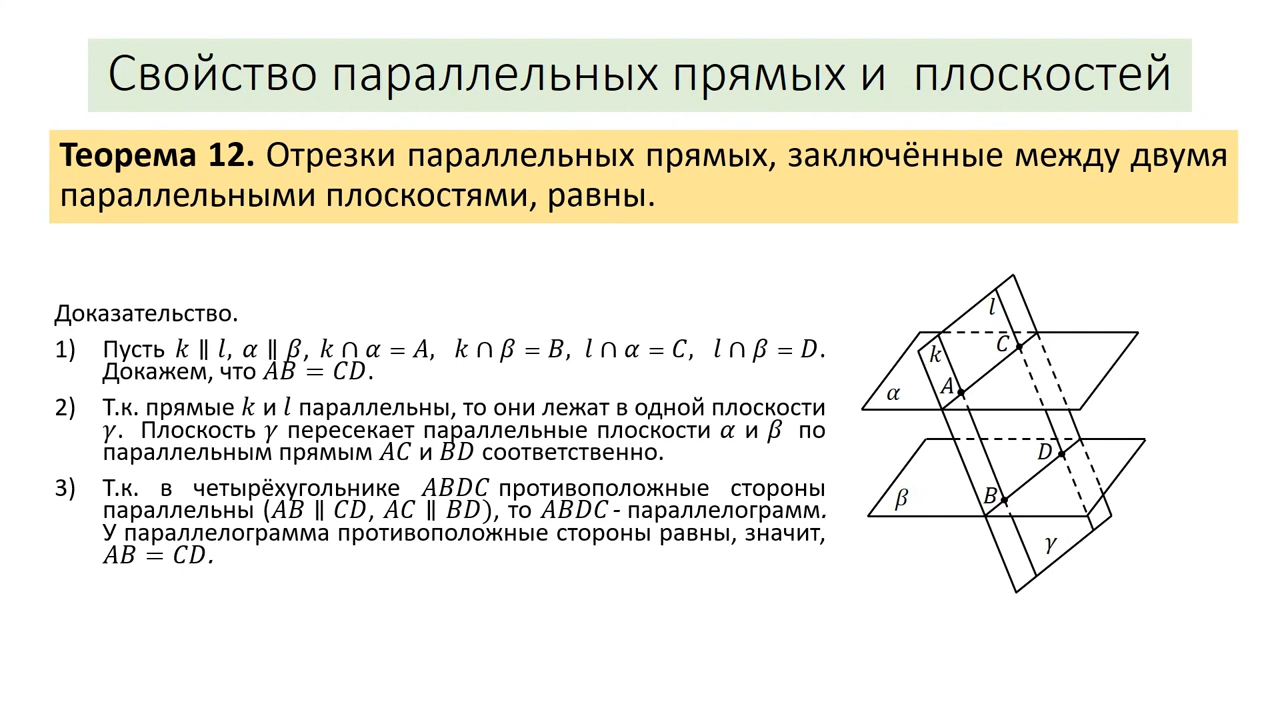 Свойство параллельных прямых и плоскостей
Теорема 12. Отрезки параллельных прямых, заключённые между двумя
параллельными плоскостями, равны.
Доказательство.
1) Пусть k ∥ l, α ∥ β, k ∩ α = A, k ∩ β = B, l ∩ α = C, l ∩ β = D.
Докажем, что AB = CD.
2) Т.к. прямые k и l параллельны, то они лежат в одной плоскости
γ. Плоскость γ пересекает параллельные плоскости α и β по
параллельным прямым AC и BD соответственно.
3) Т.к. в четырёхугольнике ABDC противоположные стороны
параллельны (AB ∥ CD, AC ∥ BD), то ABDC - параллелограмм.
У параллелограмма противоположные стороны равны, значит,
AB = CD.
l
k
C
A
α
D
B
β
γ